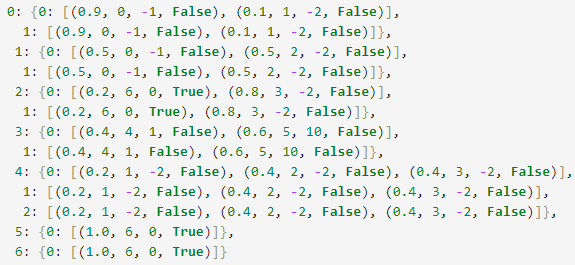 0: {0: [(0.9, 0, -1, False), (0.1, 1, -2, False)],
1: [(0.9, 0, -1, False), (0.1, 1, -2, False)]},
1: {0: [(0.5, 0, -1, False), (0.5, 2, -2, False)],
1: [(0.5, 0, -1, False), (0.5, 2, -2, False)]},
2: {0: [(0.2, 6, 0, True), (0.8, 3, -2, False)],
1: [(0.2, 6, 0, True), (0.8, 3, -2, False)]},
3: {0: [(0.4, 4, 1, False), (0.6, 5, 10, False)],
1: [(0.4, 4, 1, False), (0.6, 5, 10, False)]},
4: {0: [(0.2, 1, -2, False), (0.4, 2, -2, False), (0.4, 3, -2, False)],
1: [(0.2, 1, -2, False), (0.4, 2, -2, False), (0.4, 3, -2, False)],
2: [(0.2, 1, -2, False), (0.4, 2, -2, False), (0.4, 3, -2, False)]},
5: {0: [(1.0, 6, 0, True)]},
6: {0: [(1.0, 6, 0, True)]}